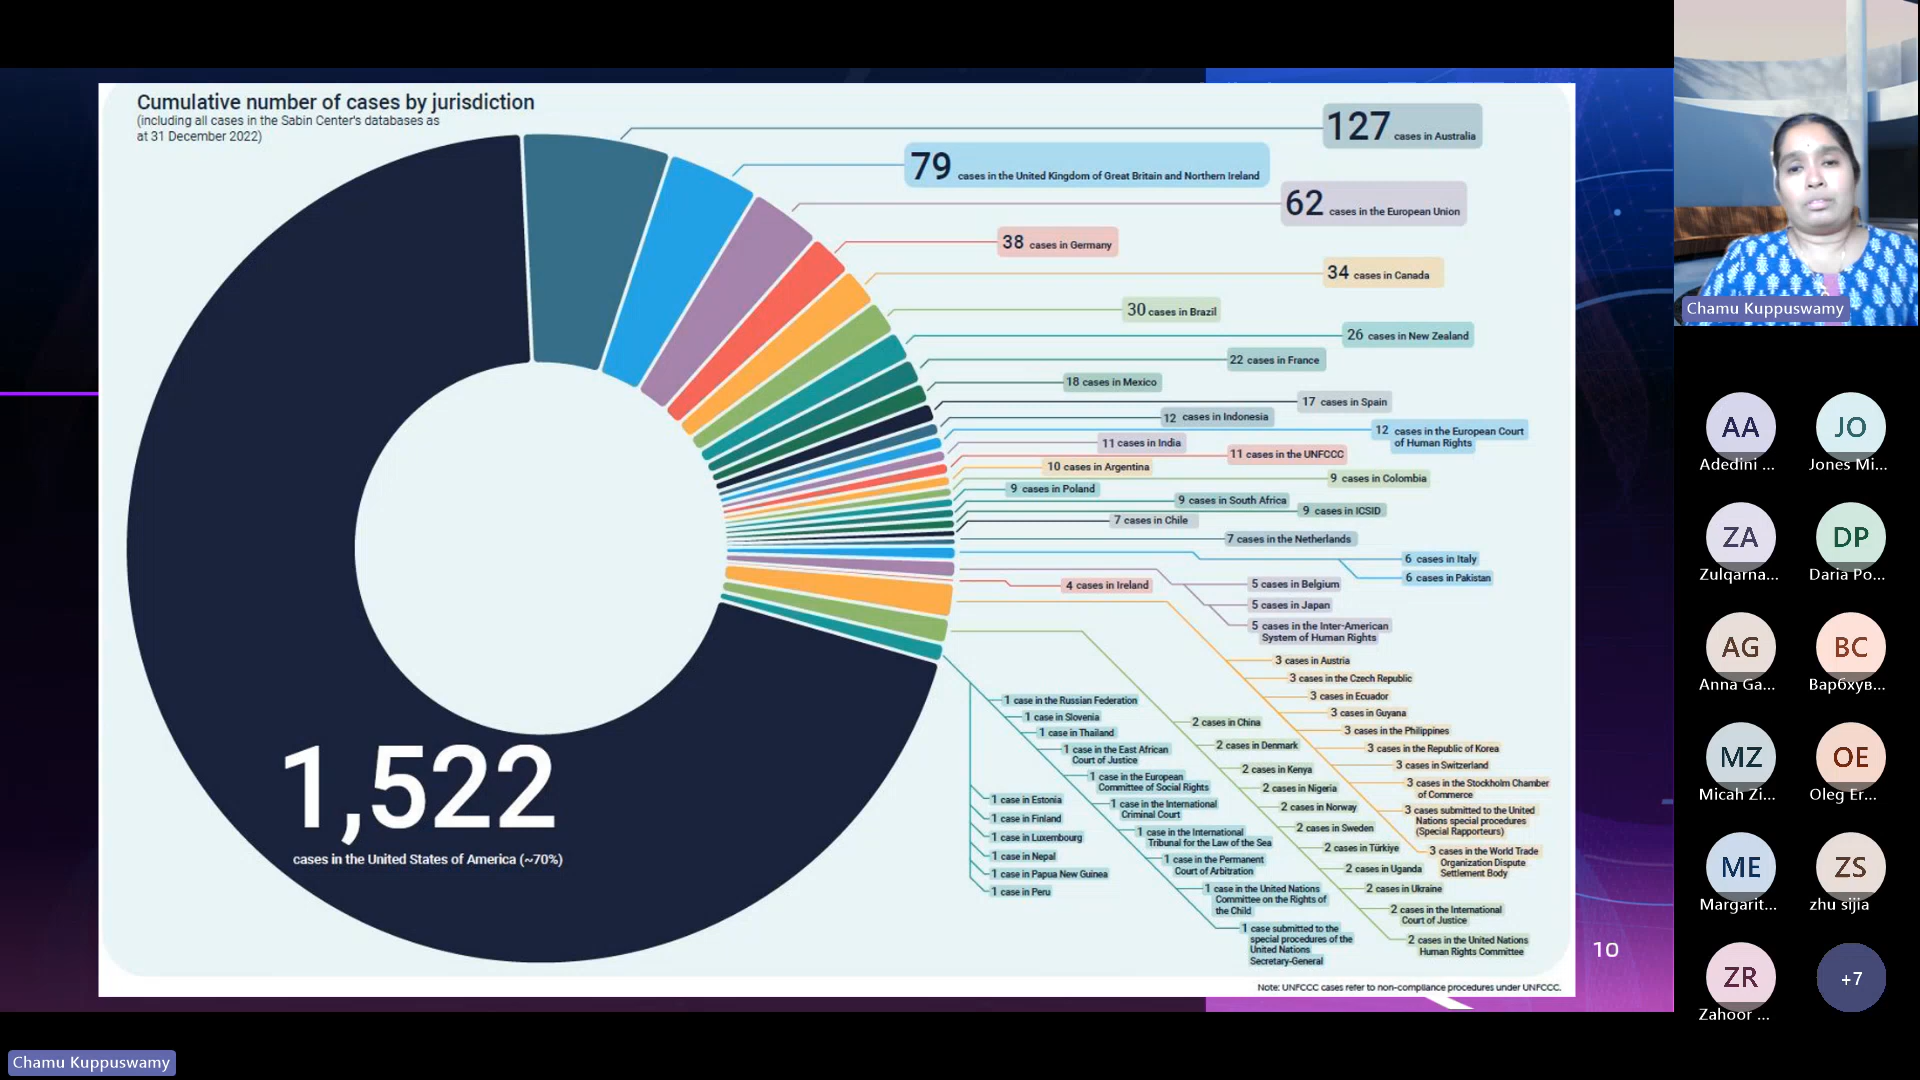 Cumulative number of cases by jurisdiction
(including all cases in the Sabin Center's databases as
at 31 December 2022)
127 cases in Australia
79 cases in the United Kingdom of Great Britain and Northern Ireland
62 cases in the European Union
38 cases in Germany
34 cases in Canada
30 cases in Brazil
26 cases in New Zealand
22 cases in France
18 cases in Mexico
17 cases in Spain
12 cases in Indonesia
12 cases in the European Court
of Human Rights
11 cases in India
11 cases in the UNFCCC
10 cases in Argentina
9 cases in Colombia
9 cases in Poland
9 cases in South Africa
9 cases in ICSID
7 cases in Chile
7 cases in the Netherlands
6 cases in Italy
6 cases in Pakistan
4 cases in Ireland
5 cases in Belgium
5 cases in Japan
5 cases in the Inter-American
System of Human Rights
3 cases in Austria
3 cases in the Czech Republic
3 cases in Ecuador
3 cases in Guyana
3 cases in the Philippines
3 cases in the Republic of Korea
3 cases in Switzerland
3 cases in the Stockholm Chamber
of Commerce
3 cases submitted to the United
Nations special procedures
(Special Rapporteurs)
3 cases in the World Trade
Organization Dispute
Settlement Body
2 cases in China
2 cases in Denmark
2 cases in Kenya
2 cases in Nigeria
2 cases in Norway
2 cases in Sweden
2 cases in Türkiye
2 cases in Uganda
2 cases in Ukraine
2 cases in the International
Court of Justice
2 cases in the United Nations
Human Rights Committee
1 case in the Russian Federation
1 case in Slovenia
1 case in Thailand
1 case in the East African
Court of Justice
1 case in the European
Committee of Social Rights
1 case in the International
Criminal Court
1 case in the International
Tribunal for the Law of the Sea
1 case in the Permanent
Court of Arbitration
1 case in the United Nations
Committee on the Rights of
the Child
1 case submitted to the
special procedures of the
United Nations
Secretary-General
1 case in Estonia
1 case in Finland
1 case in Luxembourg
1 case in Nepal
1 case in Papua New Guinea
1 case in Peru
1,522
cases in the United States of America (~70%)
Note: UNFCCC cases refer to non-compliance procedures under UNFCCC.
10
Chamu Kuppuswamy
AA
Adedini ...
JO
Jones Mi...
ZA
Zulqarna...
DP
Daria Po...
AG
Anna Ga...
BC
Варбхув...
MZ
Micah Zi...
OE
Oleg Er...
ME
Margarit...
ZS
zhu sijia
ZR
Zahoor ...
+7
Chamu Kuppuswamy